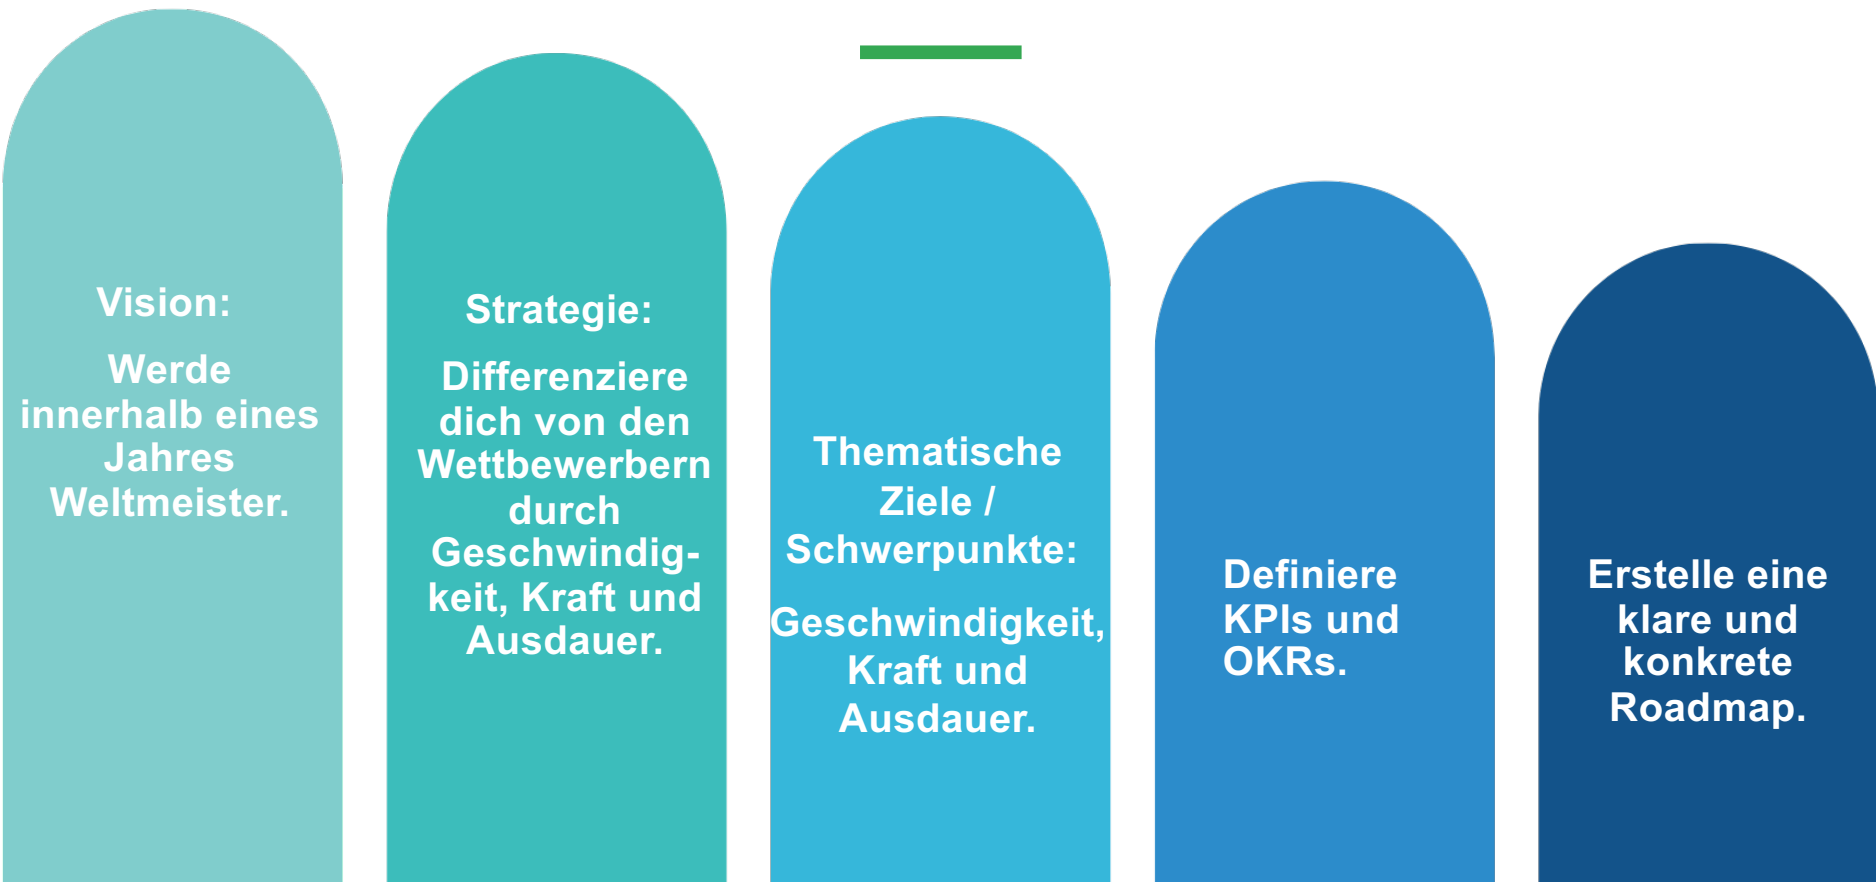 Vision:
Werde
innerhalb eines
Jahres
Weltmeister.
Strategie:
Differenziere
dich von den
Wettbewerbern
durch
Geschwindig-
keit, Kraft und
Ausdauer.
Thematische
Ziele /
Schwerpunkte:
Geschwindigkeit,
Kraft und
Ausdauer.
Definiere
KPIs und
OKRs.
Erstelle eine
klare und
konkrete
Roadmap.